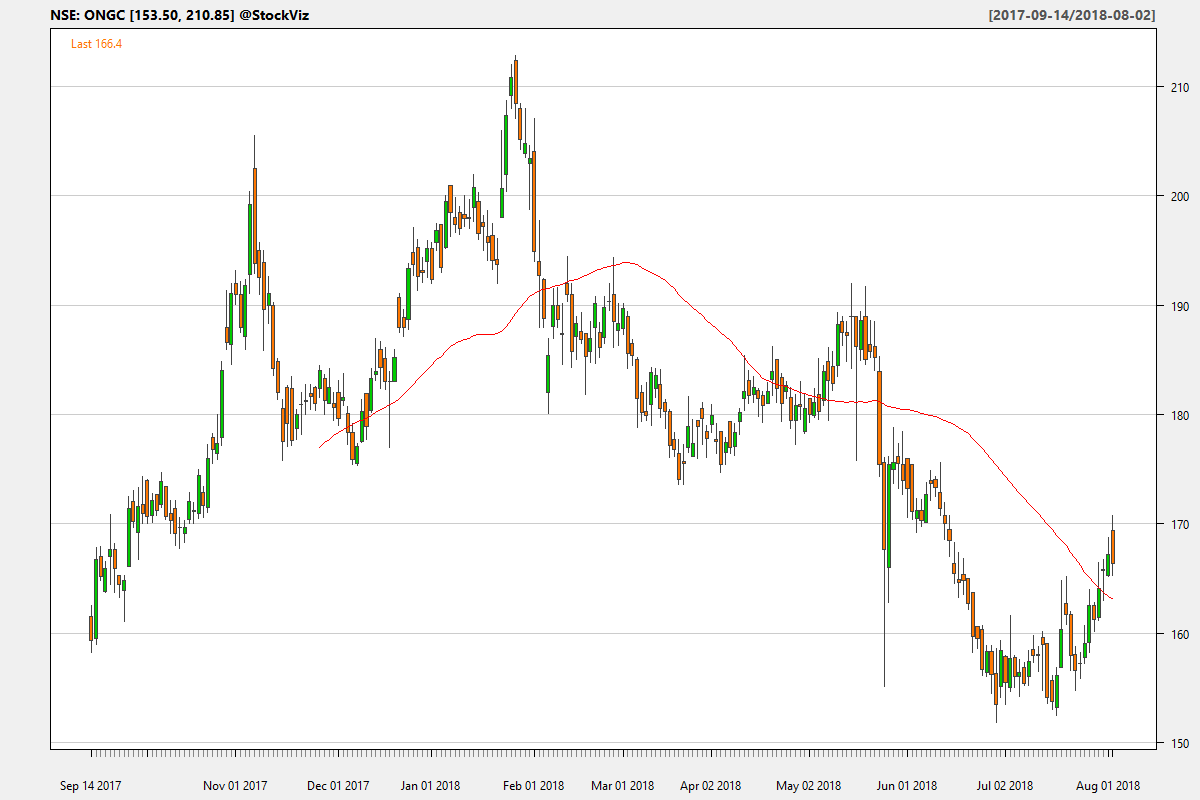 NSE: ONGC [153.50, 210.85] @StockViz [2017-09-14/2018-08-02]
Last 166.4
210
200
190
180
170
160
150
Sep 14 2017 Nov 01 2017 Dec 01 2017 Jan 01 2018 Feb 01 2018 Mar 01 2018 Apr 02 2018 May 02 2018 Jun 01 2018 Jul 02 2018 Aug 01 2018